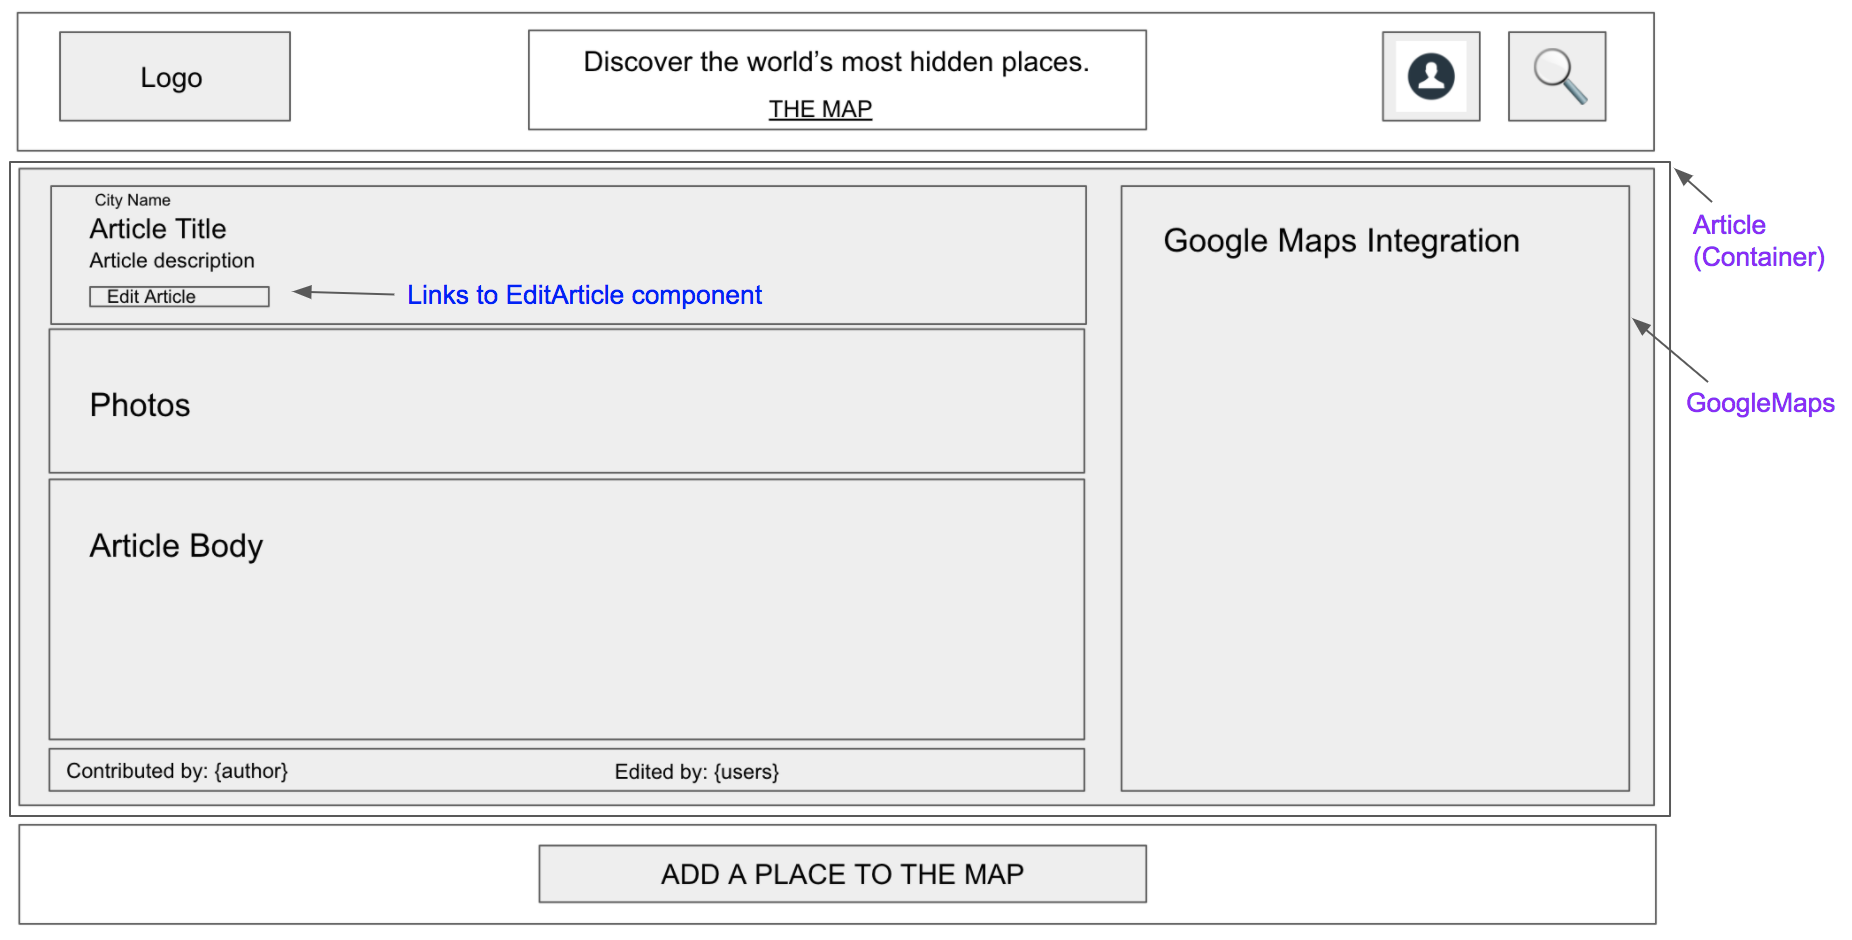 Logo
Discover the world’s most hidden places.
THE MAP
City Name
Article Title
Article description
Edit Article
Links to EditArticle component
Photos
Article Body
Contributed by: {author}
Edited by: {users}
Google Maps Integration
Article
(Container)
GoogleMaps
ADD A PLACE TO THE MAP